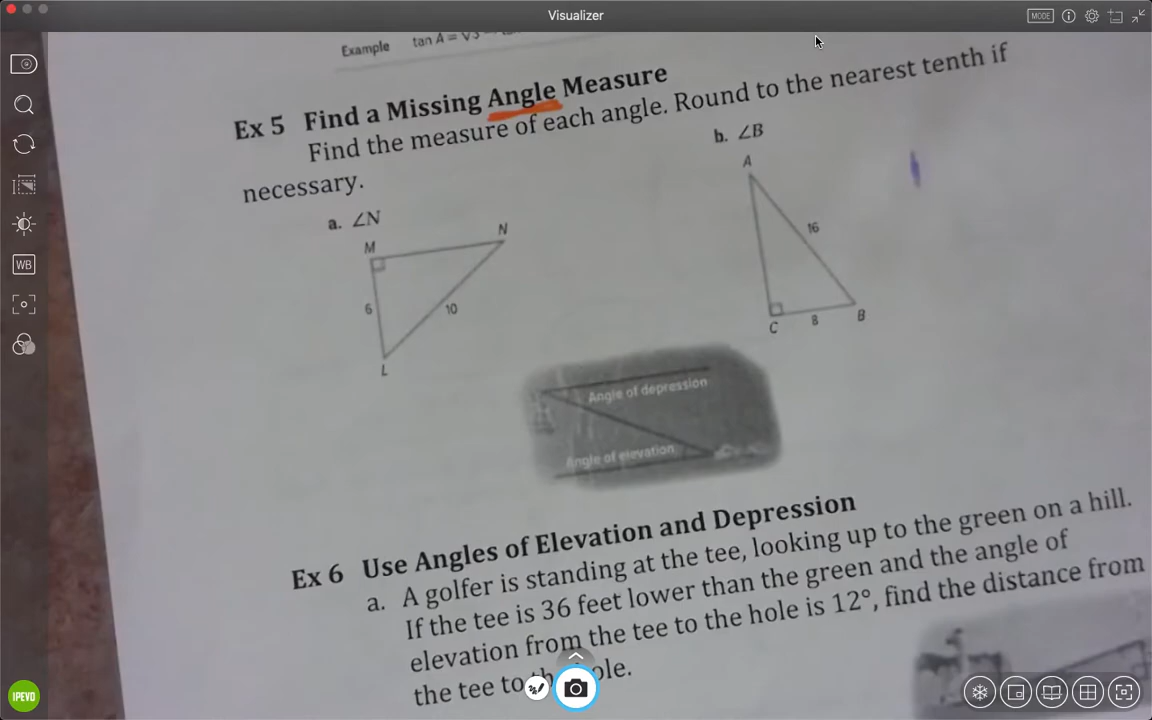 Visualizer
MODE
Example tan A = √3
Ex 5 Find a Missing Angle Measure
Find the measure of each angle. Round to the nearest tenth if
necessary.
a. ∠N
b. ∠B
M
N
6
10
L
A
16
C
8
B
Angle of depression
Angle of elevation
Ex 6 Use Angles of Elevation and Depression
a. A golfer is standing at the tee, looking up to the green on a hill.
If the tee is 36 feet lower than the green and the angle of
elevation from the tee to the hole is 12°, find the distance from
the tee to
WB
IPEVO